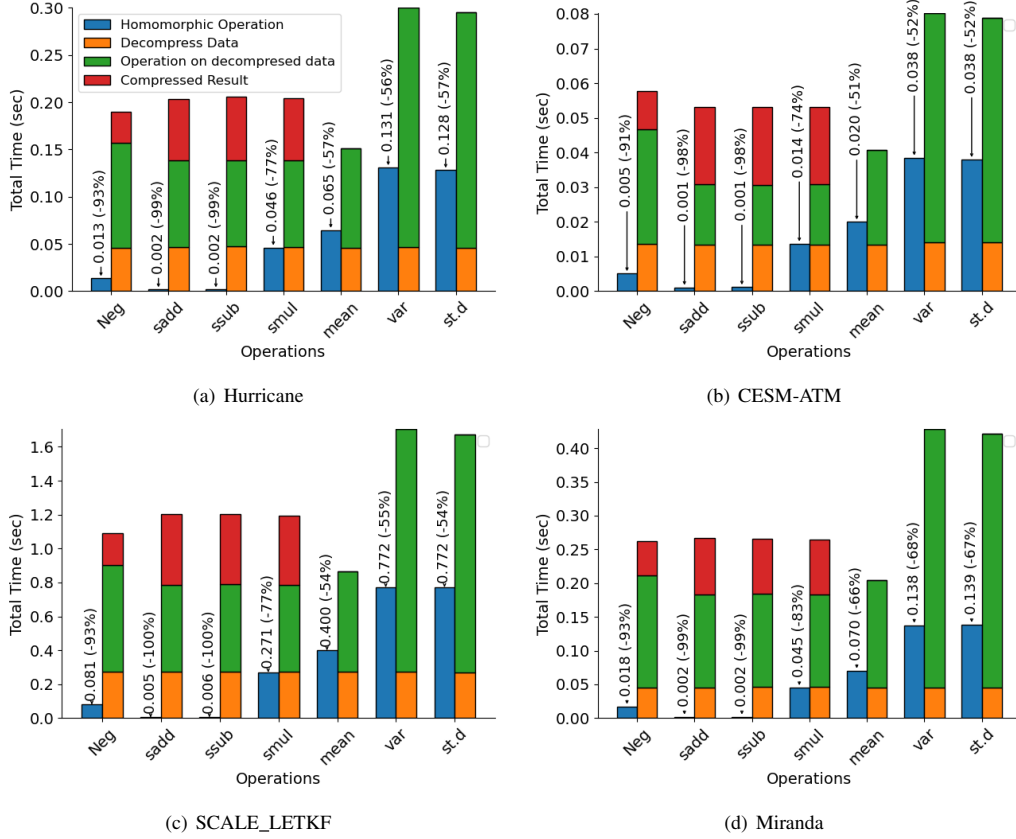 Total Time (sec)
0.30
0.25
0.20
0.15
0.10
0.05
0.00
Homomorphic Operation
Decompress Data
Operation on decompresed data
Compressed Result
0.013 (-93%)
0.002 (-99%)
0.002 (-99%)
0.046 (-77%)
0.065 (-57%)
0.131 (-56%)
0.128 (-57%)
Neg
sadd
ssub
smul
mean
var
st.d
Operations
(a) Hurricane
Total Time (sec)
0.08
0.07
0.06
0.05
0.04
0.03
0.02
0.01
0.00
0.005 (-91%)
0.001 (-98%)
0.001 (-98%)
0.014 (-74%)
0.020 (-51%)
0.038 (-52%)
0.038 (-52%)
Neg
sadd
ssub
smul
mean
var
st.d
Operations
(b) CESM-ATM
Total Time (sec)
1.6
1.4
1.2
1.0
0.8
0.6
0.4
0.2
0.0
0.081 (-93%)
0.005 (-100%)
0.006 (-100%)
0.271 (-77%)
0.400 (-54%)
0.772 (-55%)
0.772 (-54%)
Neg
sadd
ssub
smul
mean
var
st.d
Operations
(c) SCALE_LETKF
Total Time (sec)
0.40
0.35
0.30
0.25
0.20
0.15
0.10
0.05
0.00
0.018 (-93%)
0.002 (-99%)
0.002 (-99%)
0.045 (-83%)
0.070 (-66%)
0.138 (-68%)
0.139 (-67%)
Neg
sadd
ssub
smul
mean
var
st.d
Operations
(d) Miranda